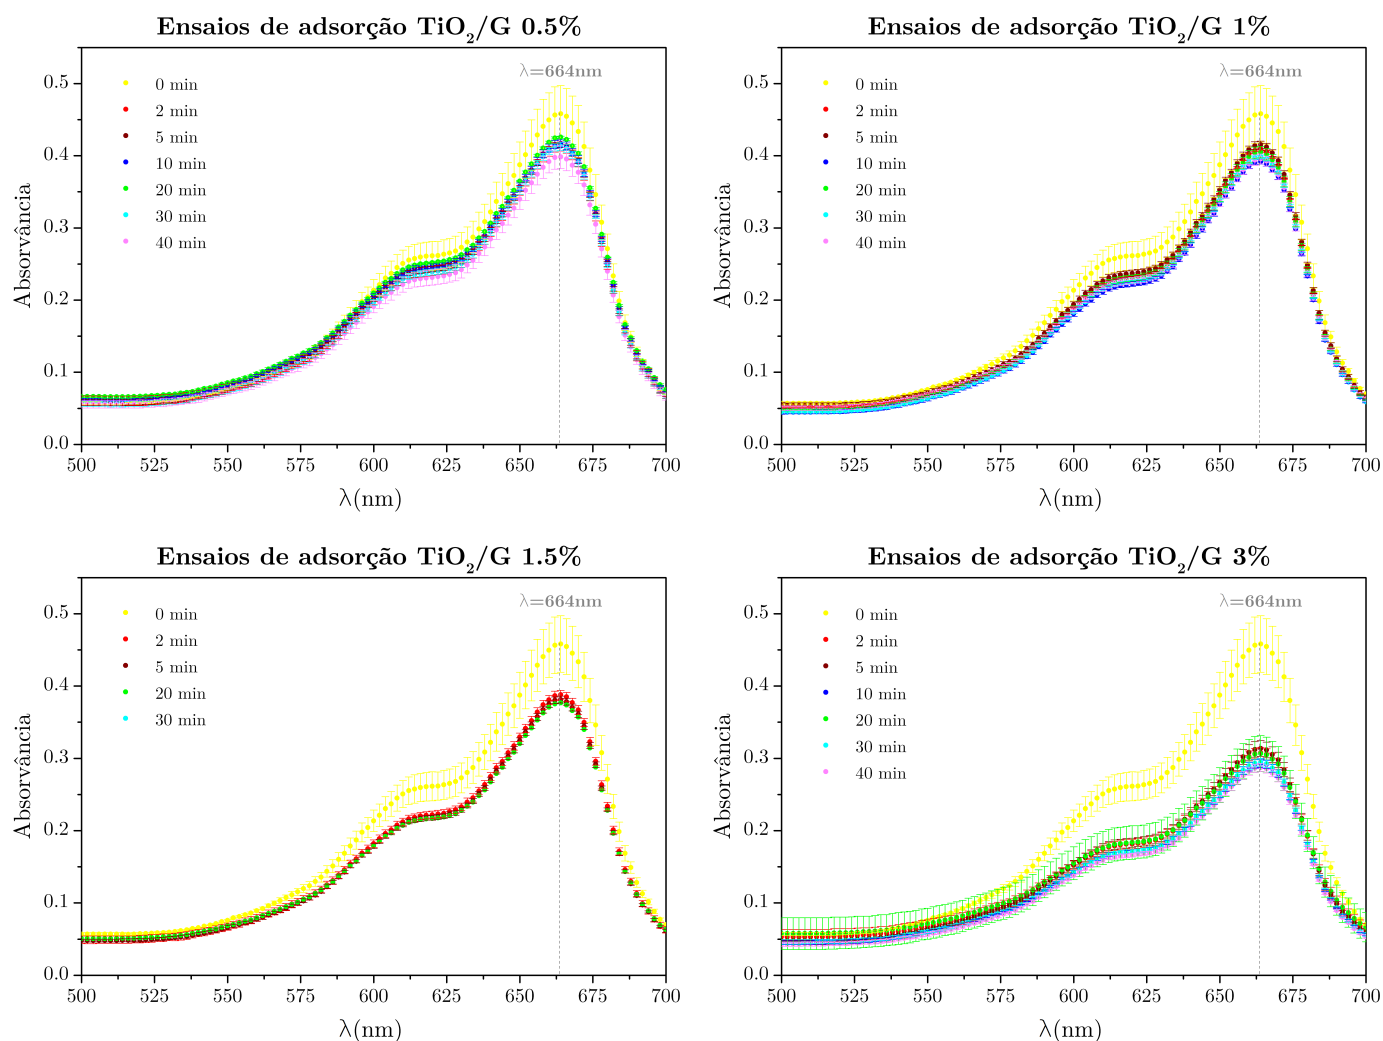 Ensaios de adsorção TiO₂/G 0.5%
λ=664nm
0 min
2 min
5 min
10 min
20 min
30 min
40 min
Absorvância
0.5
0.4
0.3
0.2
0.1
0.0
500 525 550 575 600 625 650 675 700
λ(nm)
Ensaios de adsorção TiO₂/G 1%
λ=664nm
0 min
2 min
5 min
10 min
20 min
30 min
40 min
Absorvância
0.5
0.4
0.3
0.2
0.1
0.0
500 525 550 575 600 625 650 675 700
λ(nm)
Ensaios de adsorção TiO₂/G 1.5%
λ=664nm
0 min
2 min
5 min
20 min
30 min
Absorvância
0.5
0.4
0.3
0.2
0.1
0.0
500 525 550 575 600 625 650 675 700
λ(nm)
Ensaios de adsorção TiO₂/G 3%
λ=664nm
0 min
2 min
5 min
10 min
20 min
30 min
40 min
Absorvância
0.5
0.4
0.3
0.2
0.1
0.0
500 525 550 575 600 625 650 675 700
λ(nm)